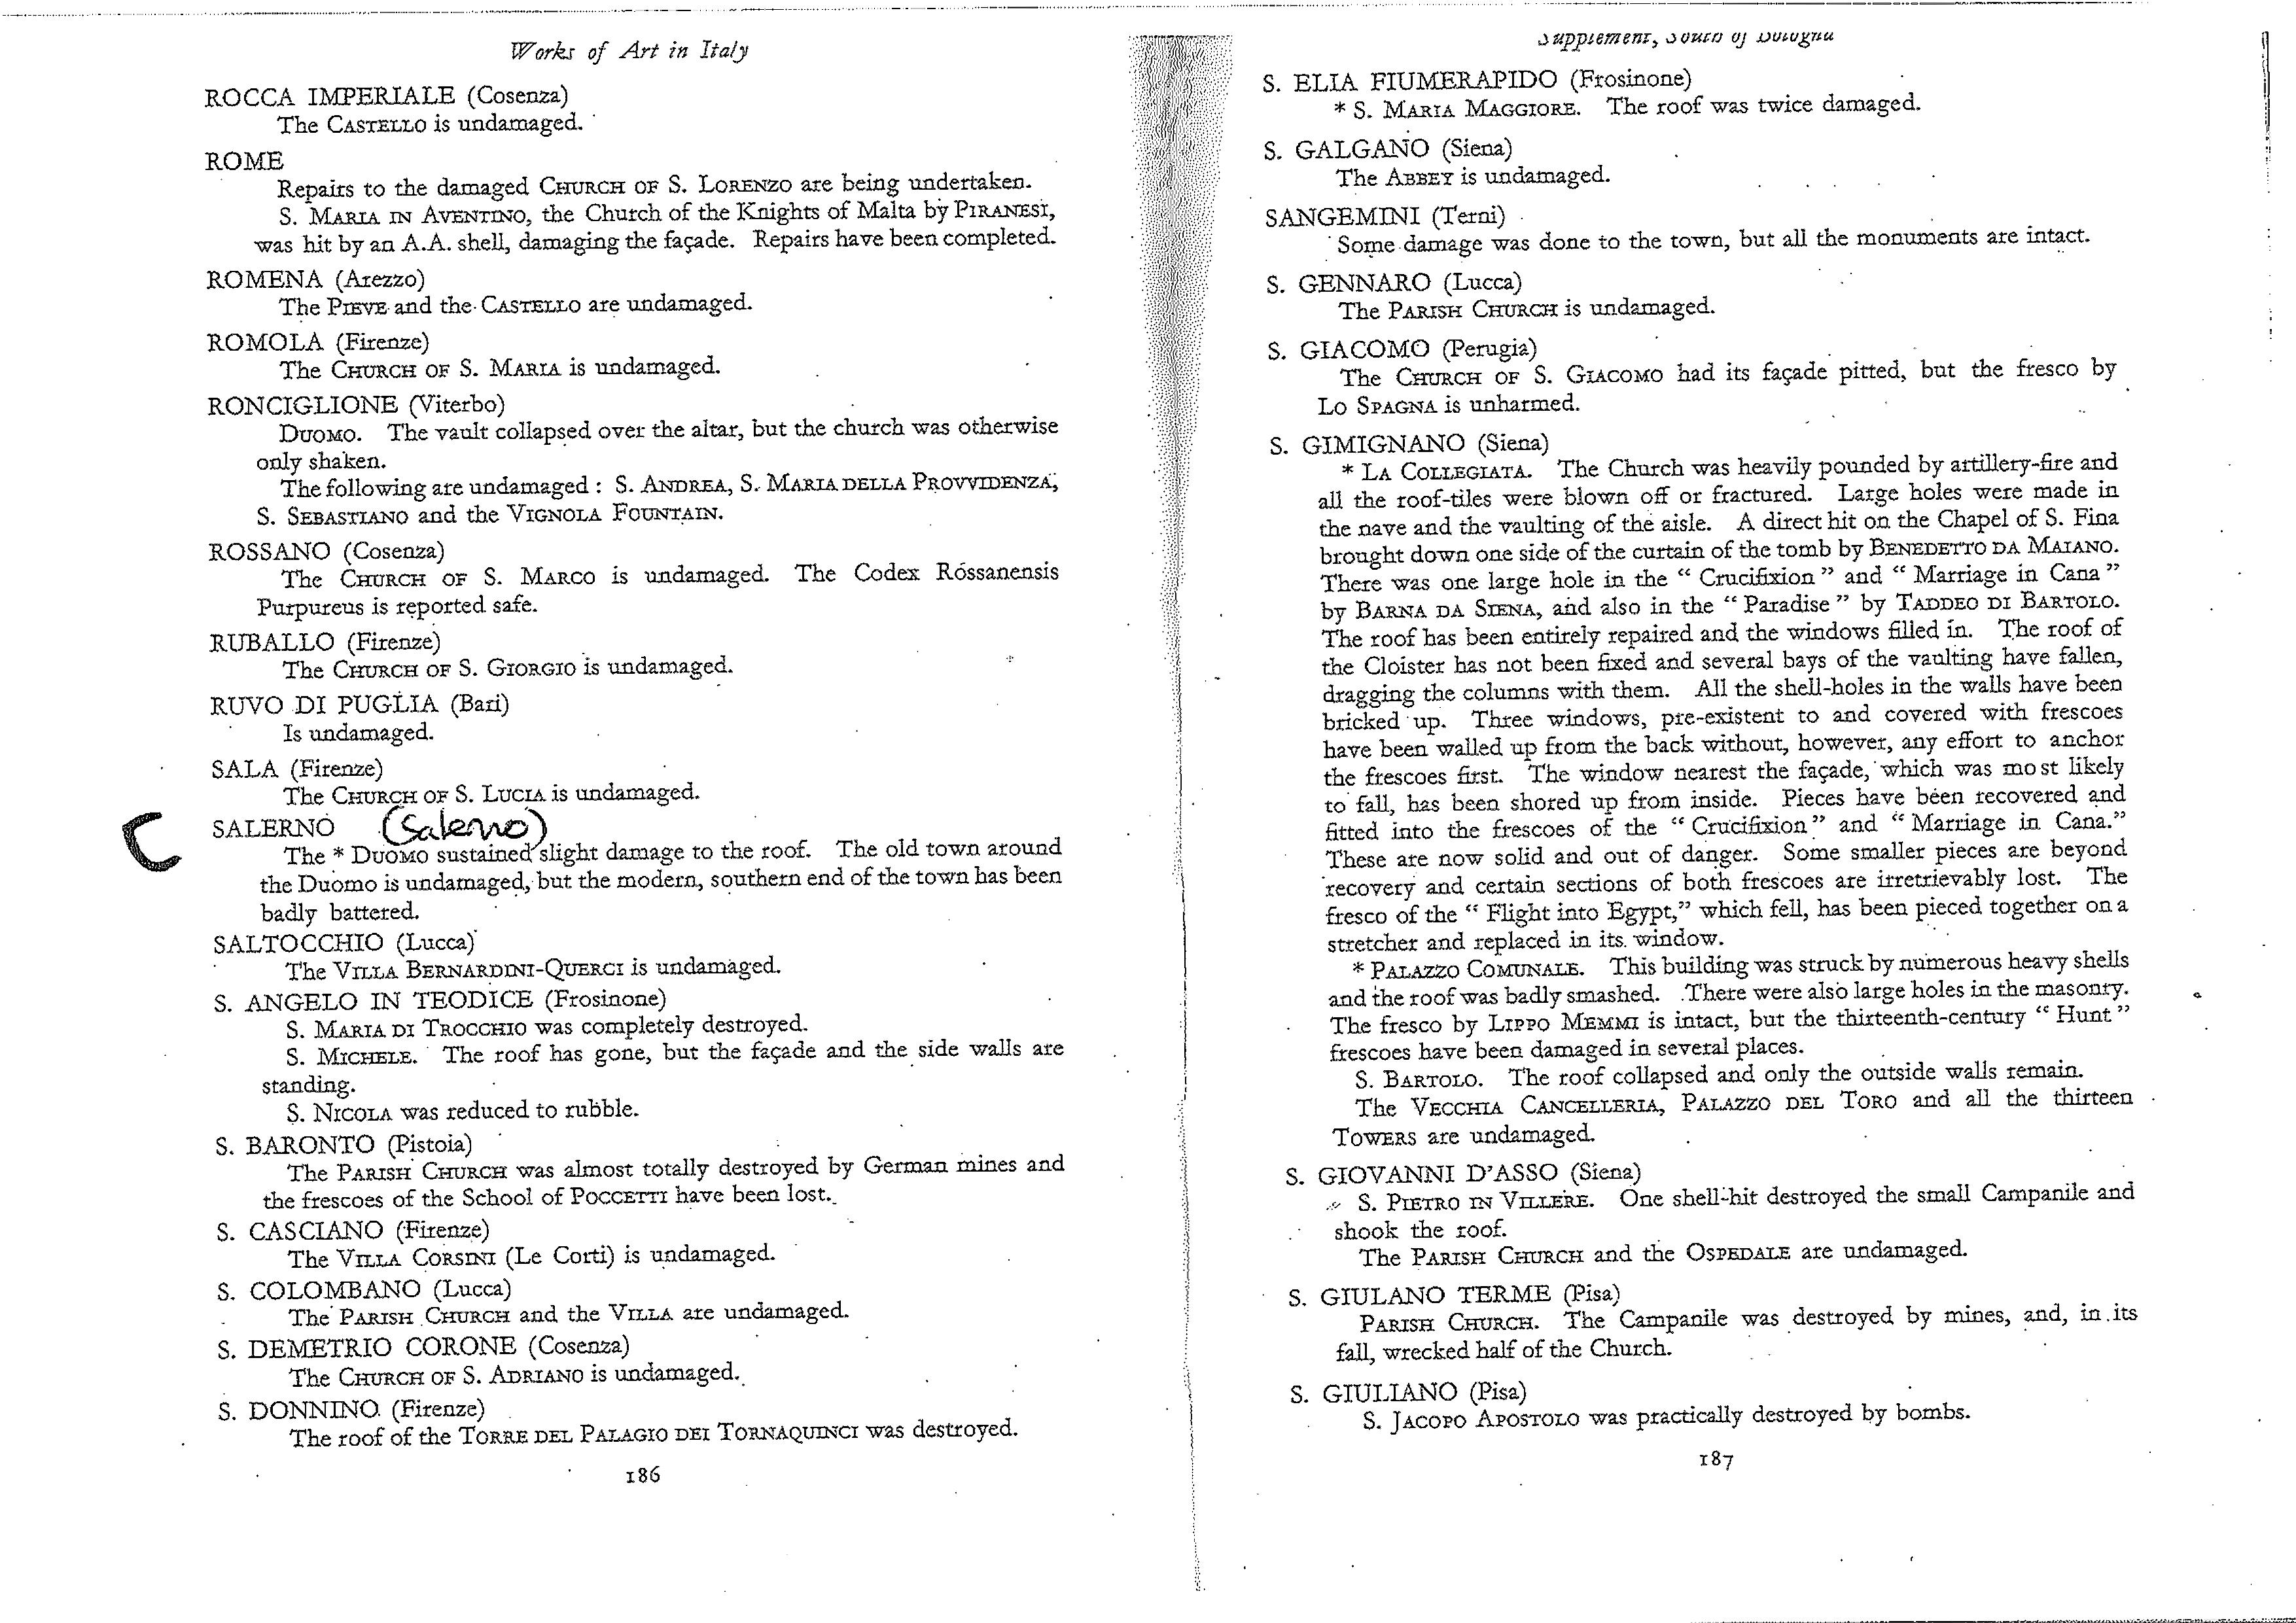 Works of Art in Italy
ROCCA IMPERIALE (Cosenza)
The CASTELLO is undamaged.
ROME
Repairs to the damaged CHURCH OF S. LORENZO are being undertaken.
S. MARIA IN AVENTINO, the Church of the Knights of Malta by PIRANESI,
was hit by an A.A. shell, damaging the façade. Repairs have been completed.
ROMENA (Arezzo)
The PIEVE and the CASTELLO are undamaged.
ROMOLA (Firenze)
The CHURCH OF S. MARIA is undamaged.
RONCIGLIONE (Viterbo)
DUOMO. The vault collapsed over the altar, but the church was otherwise
only shaken.
The following are undamaged : S. ANDREA, S. MARIA DELLA PROVVIDENZA,
S. SEBASTIANO and the VIGNOLA FOUNTAIN.
ROSSANO (Cosenza)
The CHURCH OF S. MARCO is undamaged. The Codex Rossanensis
Purpureus is reported safe.
RUBALLO (Firenze)
The CHURCH OF S. GIORGIO is undamaged.
RUVO DI PUGLIA (Bari)
Is undamaged.
SALA (Firenze)
The CHURCH OF S. LUCIA is undamaged.
SALERNO (Salerno)
The * DUOMO sustained slight damage to the roof. The old town around
the Duomo is undamaged, but the modern, southern end of the town has been
badly battered.
SALTOCCHIO (Lucca)
The VILLA BERNARDINI-QUERCI is undamaged.
S. ANGELO IN TEODICE (Frosinone)
S. MARIA DI TROCCHIO was completely destroyed.
S. MICHELE. The roof has gone, but the façade and the side walls are
standing.
S. NICOLA was reduced to rubble.
S. BARONTO (Pistoia)
The PARISH CHURCH was almost totally destroyed by German mines and
the frescoes of the School of POCCETTI have been lost.
S. CASCIANO (Firenze)
The VILLA CORSINI (Le Corti) is undamaged.
S. COLOMBANO (Lucca)
The PARISH CHURCH and the VILLA are undamaged.
S. DEMETRIO CORONE (Cosenza)
The CHURCH OF S. ADRIANO is undamaged.
S. DONNINO (Firenze)
The roof of the TORRE DEL PALAGIO DEI TORNAQUINCI was destroyed.
186
Supplement, South of Bologna
S. ELIA FIUMERAPIDO (Frosinone)
* S. MARIA MAGGIORE. The roof was twice damaged.
S. GALGANO (Siena)
The ABBEY is undamaged.
SANGEMINI (Terni)
Some damage was done to the town, but all the monuments are intact.
S. GENNARO (Lucca)
The PARISH CHURCH is undamaged.
S. GIACOMO (Perugia)
The CHURCH OF S. GIACOMO had its façade pitted, but the fresco by
LO SPAGNA is unharmed.
S. GIMIGNANO (Siena)
* LA COLLEGIATA. The Church was heavily pounded by artillery-fire and
all the roof-tiles were blown off or fractured. Large holes were made in
the nave and the vaulting of the aisle. A direct hit on the Chapel of S. Fina
brought down one side of the curtain of the tomb by BENEDETTO DA MAIANO.
There was one large hole in the “ Crucifixion ” and “ Marriage in Cana ”
by BARNA DA SIENA, and also in the “ Paradise ” by TADDEO DI BARTOLO.
The roof has been entirely repaired and the windows filled in. The roof of
the Cloister has not been fixed and several bays of the vaulting have fallen,
dragging the columns with them. All the shell-holes in the walls have been
bricked up. Three windows, pre-existent to and covered with frescoes
have been walled up from the back without, however, any effort to anchor
the frescoes first. The window nearest the façade, which was most likely
to fall, has been shored up from inside. Pieces have been recovered and
fitted into the frescoes of the “ Crucifixion ” and “ Marriage in Cana.”
These are now solid and out of danger. Some smaller pieces are beyond
recovery and certain sections of both frescoes are irretrievably lost. The
fresco of the “ Flight into Egypt,” which fell, has been pieced together on a
stretcher and replaced in its window.
* PALAZZO COMUNALE. This building was struck by numerous heavy shells
and the roof was badly smashed. There were also large holes in the masonry.
The fresco by LIPPO MEMMI is intact, but the thirteenth-century “ Hunt ”
frescoes have been damaged in several places.
S. BARTOLO. The roof collapsed and only the outside walls remain.
The VECCHIA CANCELLERIA, PALAZZO DEL TORO and all the thirteen
TOWERS are undamaged.
S. GIOVANNI D'ASSO (Siena)
S. PIETRO IN VILLERE. One shell-hit destroyed the small Campanile and
shook the roof.
The PARISH CHURCH and the OSPEDALE are undamaged.
S. GIULANO TERME (Pisa)
PARISH CHURCH. The Campanile was destroyed by mines, and, in its
fall, wrecked half of the Church.
S. GIULIANO (Pisa)
S. JACOPO APOSTOLO was practically destroyed by bombs.
187